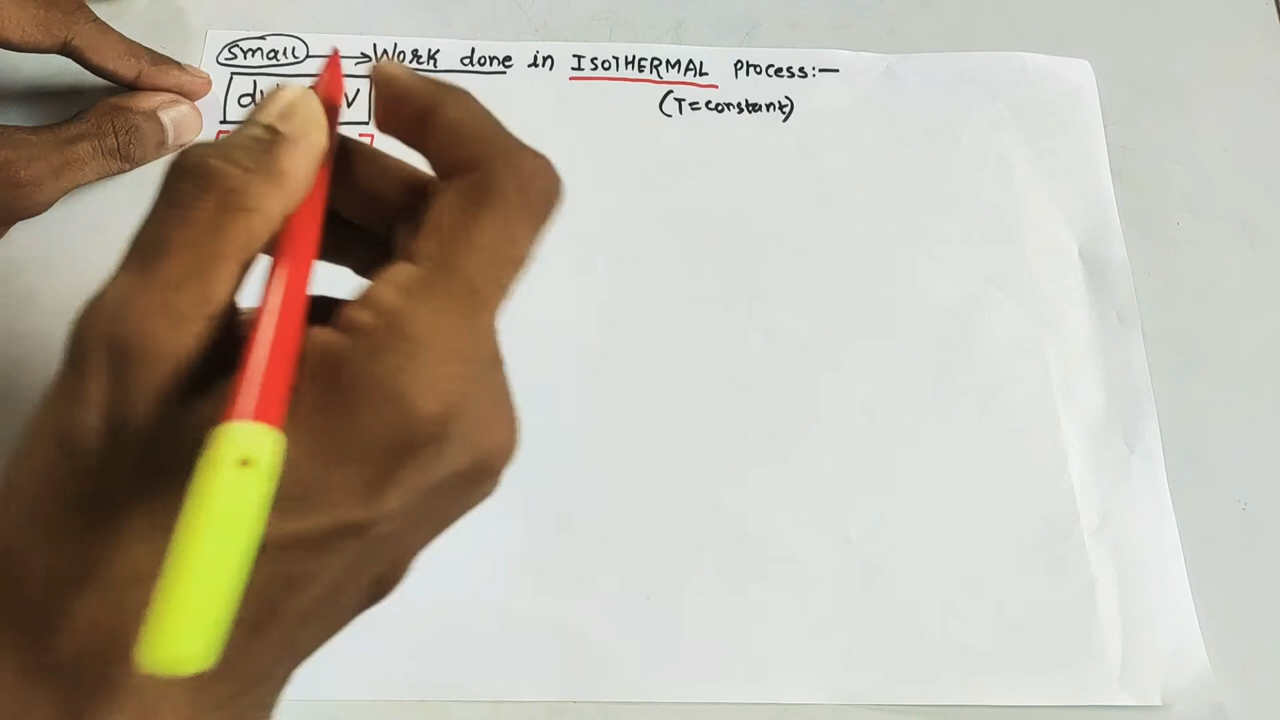 small → Work done in ISOTHERMAL Process:—
(T=constant)